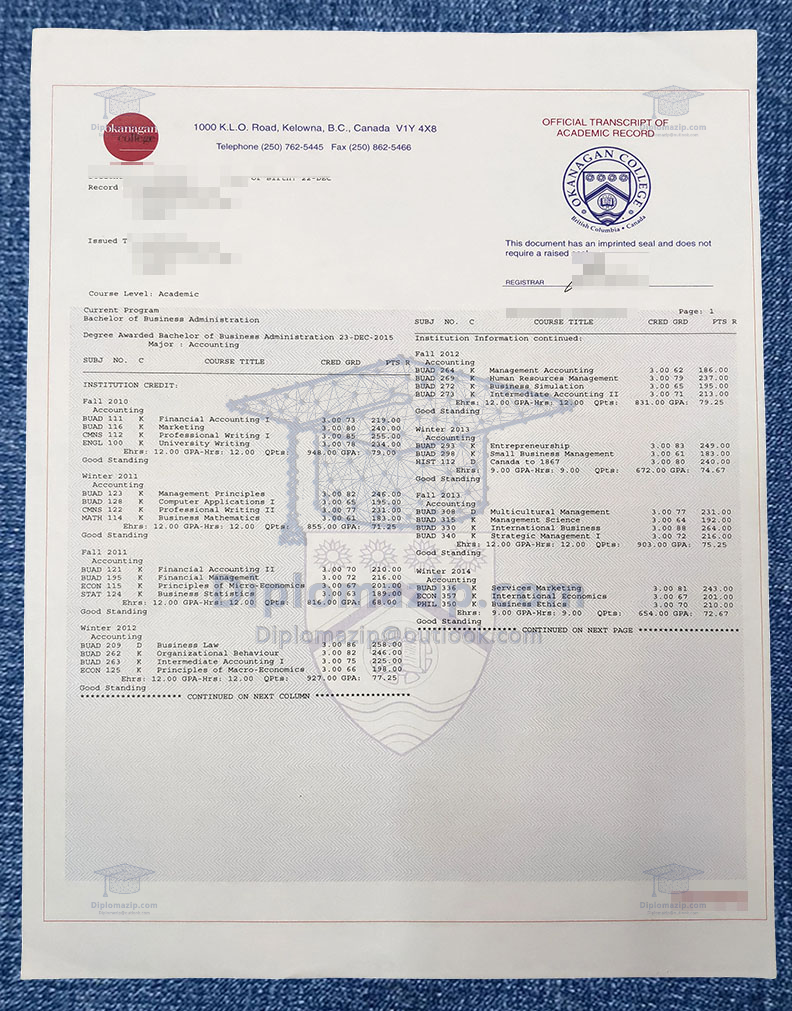 okanagan
college
1000 K.L.O. Road, Kelowna, B.C., Canada V1Y 4X8
Telephone (250) 762-5445 Fax (250) 862-5466
OFFICIAL TRANSCRIPT OF
ACADEMIC RECORD
OKANAGAN COLLEGE
British Columbia • Canada
This document has an imprinted seal and does not
require a raised
REGISTRAR
Birth: 22-DEC
Record
Issued T
Course Level: Academic
Current Program
Bachelor of Business Administration
Degree Awarded Bachelor of Business Administration 23-DEC-2015
Major : Accounting
SUBJ NO. C COURSE TITLE CRED GRD PTS R
INSTITUTION CREDIT:
Fall 2010
Accounting
BUAD 111 K Financial Accounting I 3.00 73 219.00
BUAD 116 K Marketing 3.00 80 240.00
CMNS 112 K Professional Writing I 3.00 85 255.00
ENGL 100 K University Writing 3.00 78 234.00
Ehrs: 12.00 GPA-Hrs: 12.00 QPts: 948.00 GPA: 79.00
Good Standing
Winter 2011
Accounting
BUAD 123 K Management Principles 3.00 82 246.00
BUAD 128 K Computer Applications I 3.00 65 195.00
CMNS 122 K Professional Writing II 3.00 77 231.00
MATH 114 K Business Mathematics 3.00 61 183.00
Ehrs: 12.00 GPA-Hrs: 12.00 QPts: 855.00 GPA: 71.25
Good Standing
Fall 2011
Accounting
BUAD 121 K Financial Accounting II 3.00 70 210.00
BUAD 195 K Financial Management 3.00 72 216.00
ECON 115 K Principles of Micro-Economics 3.00 67 201.00
STAT 124 K Business Statistics 3.00 63 189.00
Ehrs: 12.00 GPA-Hrs: 12.00 QPts: 816.00 GPA: 68.00
Good Standing
Winter 2012
Accounting
BUAD 209 D Business Law 3.00 86 258.00
BUAD 262 K Organizational Behaviour 3.00 82 246.00
BUAD 263 K Intermediate Accounting I 3.00 75 225.00
ECON 125 K Principles of Macro-Economics 3.00 66 198.00
Ehrs: 12.00 GPA-Hrs: 12.00 QPts: 927.00 GPA: 77.25
Good Standing
******************** CONTINUED ON NEXT COLUMN ******************
Page: 1
SUBJ NO. C COURSE TITLE CRED GRD PTS R
Institution Information continued:
Fall 2012
Accounting
BUAD 264 K Management Accounting 3.00 62 186.00
BUAD 269 K Human Resources Management 3.00 79 237.00
BUAD 272 K Business Simulation 3.00 65 195.00
BUAD 273 K Intermediate Accounting II 3.00 71 213.00
Ehrs: 12.00 GPA-Hrs: 12.00 QPts: 831.00 GPA: 79.25
Good Standing
Winter 2013
Accounting
BUAD 293 K Entrepreneurship 3.00 83 249.00
BUAD 298 K Small Business Management 3.00 61 183.00
HIST 112 D Canada to 1867 3.00 80 240.00
Ehrs: 9.00 GPA-Hrs: 9.00 QPts: 672.00 GPA: 74.67
Good Standing
Fall 2013
Accounting
BUAD 308 D Multicultural Management 3.00 77 231.00
BUAD 315 K Management Science 3.00 64 192.00
BUAD 330 K International Business 3.00 88 264.00
BUAD 340 K Strategic Management I 3.00 72 216.00
Ehrs: 12.00 GPA-Hrs: 12.00 QPts: 903.00 GPA: 75.25
Good Standing
Winter 2014
Accounting
BUAD 336 K Services Marketing 3.00 81 243.00
ECON 357 K International Economics 3.00 67 201.00
PHIL 350 K Business Ethics 3.00 70 210.00
Ehrs: 9.00 GPA-Hrs: 9.00 QPts: 654.00 GPA: 72.67
Good Standing
******************** CONTINUED ON NEXT PAGE ********************
Diplomazip.com
Diplomazip@outlook.com
Diplomazip.com
Diplomazip.com